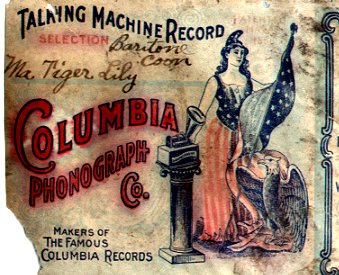 TALKING MACHINE RECORD
SELECTION Baritone
Coon
Ma Tiger Lily
COLUMBIA
PHONOGRAPH
CO.
MAKERS OF
THE FAMOUS
COLUMBIA RECORDS